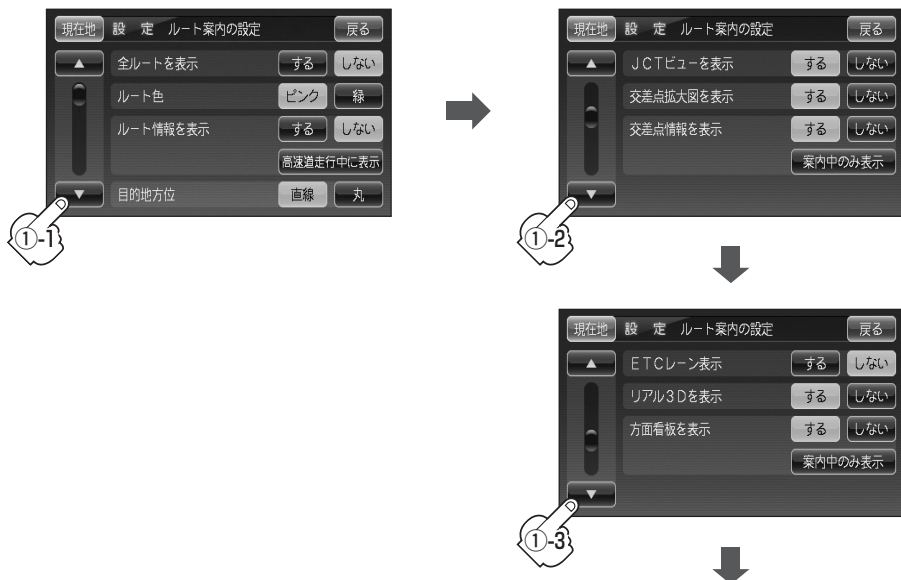 現在地 設 定 ルート案内の設定 戻る
▲ 全ルートを表示 する しない
ルート色 ピンク 緑
ルート情報を表示 する しない
高速道走行中に表示
▼ 目的地方位 直線 丸
①-1
現在地 設 定 ルート案内の設定 戻る
▲ JCTビューを表示 する しない
交差点拡大図を表示 する しない
交差点情報を表示 する しない
案内中のみ表示
▼
①-2
現在地 設 定 ルート案内の設定 戻る
▲ ETCレーン表示 する しない
リアル3Dを表示 する しない
方面看板を表示 する しない
案内中のみ表示
▼
①-3